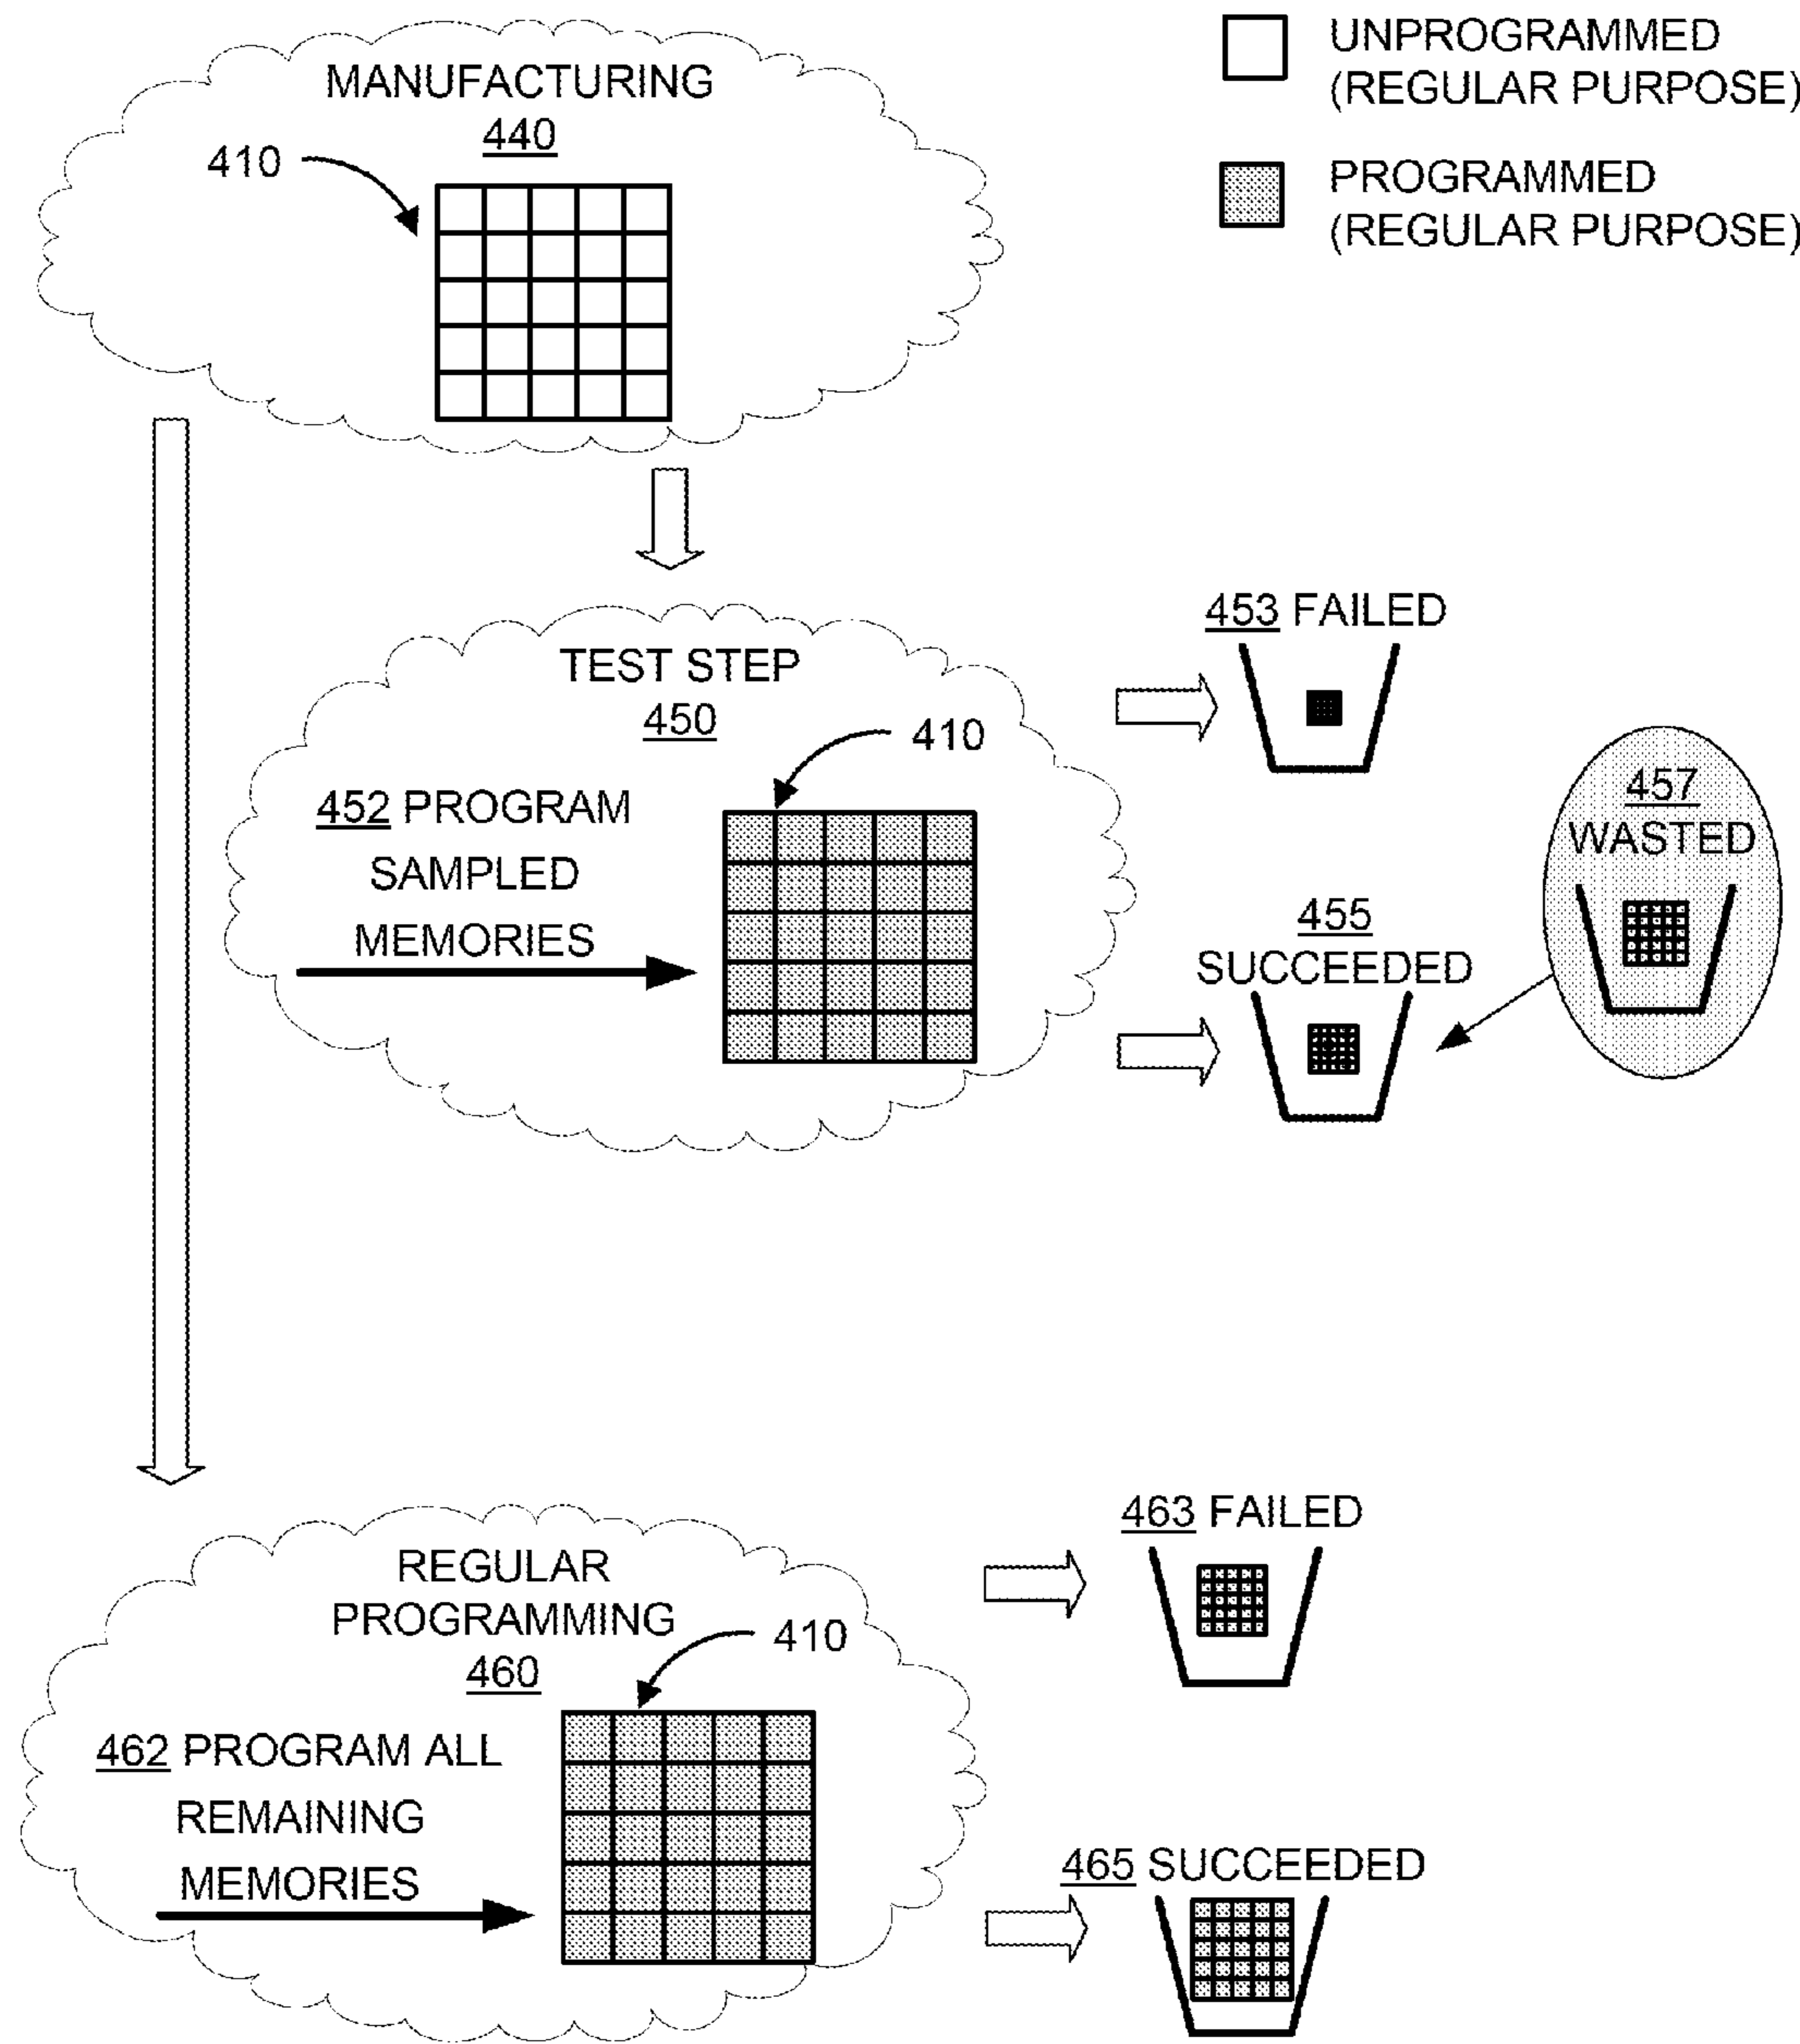 UNPROGRAMMED
(REGULAR PURPOSE)
PROGRAMMED
(REGULAR PURPOSE)
MANUFACTURING
440
410
TEST STEP
450
410
452 PROGRAM
SAMPLED
MEMORIES
453 FAILED
457
WASTED
455
SUCCEEDED
REGULAR
PROGRAMMING
460
410
462 PROGRAM ALL
REMAINING
MEMORIES
463 FAILED
465 SUCCEEDED